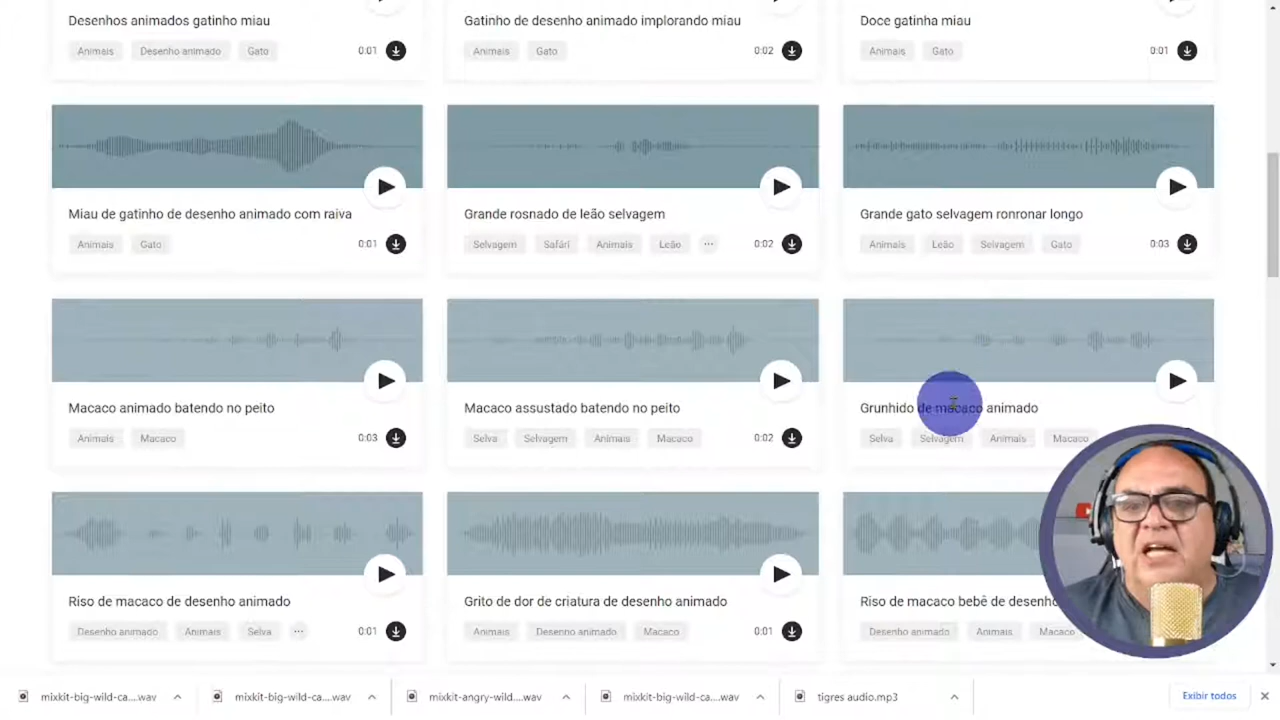 Desenhos animados gatinho miau
Animais Desenho animado Gato 0:01
Gatinho de desenho animado implorando miau
Animais Gato 0:02
Doce gatinha miau
Animais Gato 0:01
Miau de gatinho de desenho animado com raiva
Animais Gato 0:01
Grande rosnado de leão selvagem
Selvagem Safári Animais Leão ... 0:02
Grande gato selvagem ronronar longo
Animais Leão Selvagem Gato 0:03
Macaco animado batendo no peito
Animais Macaco 0:03
Macaco assustado batendo no peito
Selva Selvagem Animais Macaco 0:02
Grunhido de macaco animado
Selva Selvagem Animais Macaco
Riso de macaco de desenho animado
Desenho animado Animais Selva ... 0:01
Grito de dor de criatura de desenho animado
Animais Desenho animado Macaco 0:01
Riso de macaco bebê de desenho
Desenho animado Animais Macaco
mixkit-big-wild-ca....wav mixkit-big-wild-ca....wav mixkit-angry-wild....wav mixkit-big-wild-ca....wav tigres audio.mp3 Exibir todos